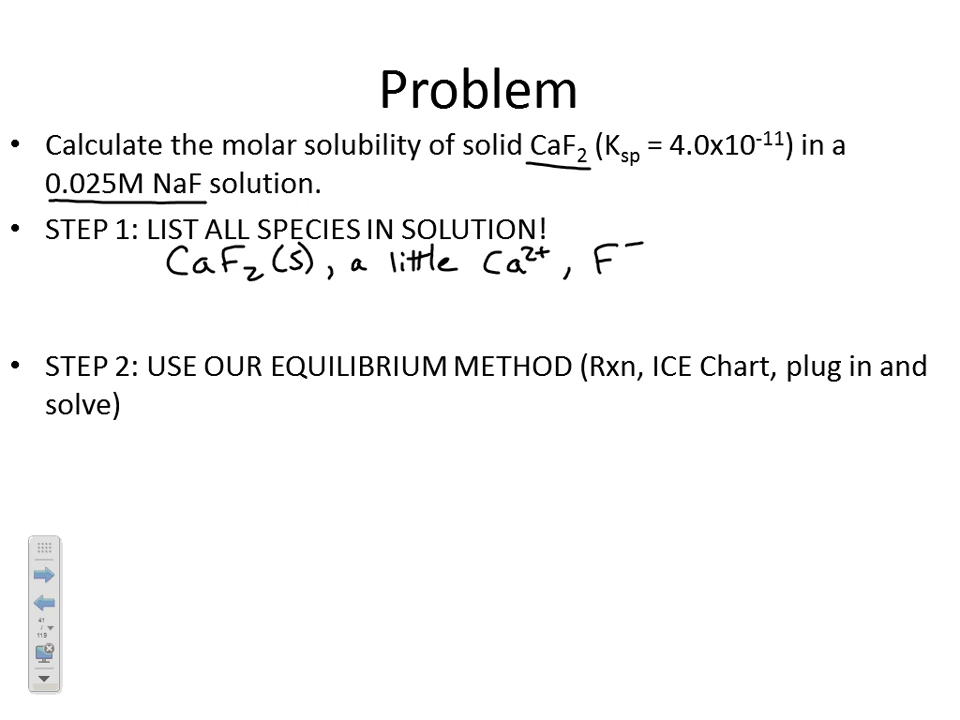 Problem
• Calculate the molar solubility of solid CaF₂ (Kₛₚ = 4.0x10⁻¹¹) in a
0.025M NaF solution.
• STEP 1: LIST ALL SPECIES IN SOLUTION!
CaF₂(s), a little Ca²⁺, F⁻
• STEP 2: USE OUR EQUILIBRIUM METHOD (Rxn, ICE Chart, plug in and
solve)
41
/
119